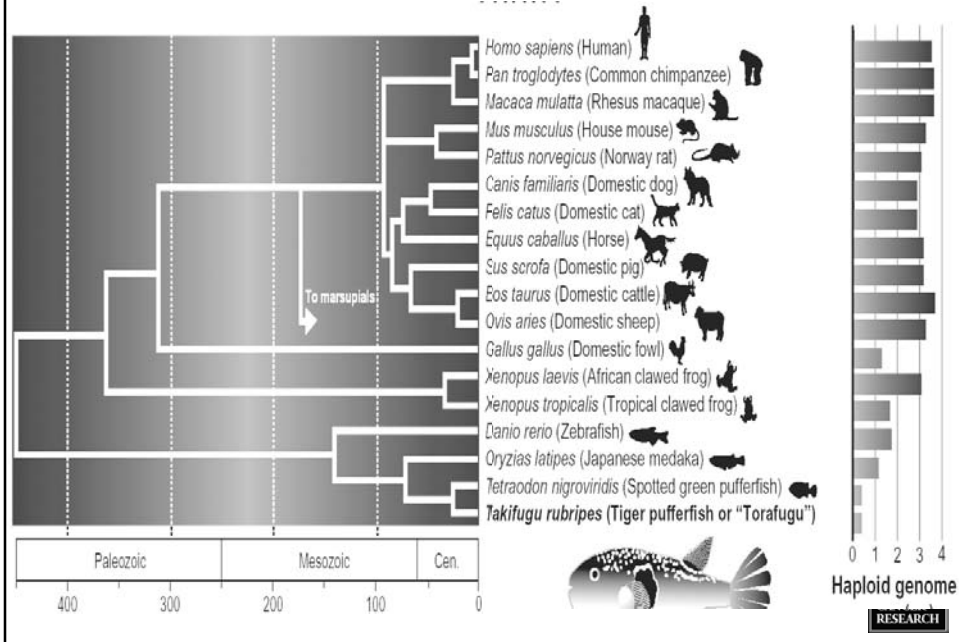 Homo sapiens (Human)
Pan troglodytes (Common chimpanzee)
Macaca mulatta (Rhesus macaque)
Mus musculus (House mouse)
Pattus norvegicus (Norway rat)
Canis familiaris (Domestic dog)
Felis catus (Domestic cat)
Equus caballus (Horse)
Sus scrofa (Domestic pig)
To marsupials
Bos taurus (Domestic cattle)
Ovis aries (Domestic sheep)
Gallus gallus (Domestic fowl)
Xenopus laevis (African clawed frog)
Xenopus tropicalis (Tropical clawed frog)
Danio rerio (Zebrafish)
Oryzias latipes (Japanese medaka)
Tetraodon nigroviridis (Spotted green pufferfish)
Takifugu rubripes (Tiger pufferfish or “Torafugu”)
Paleozoic Mesozoic Cen.
400 300 200 100 0
0 1 2 3 4
Haploid genome
RESEARCH